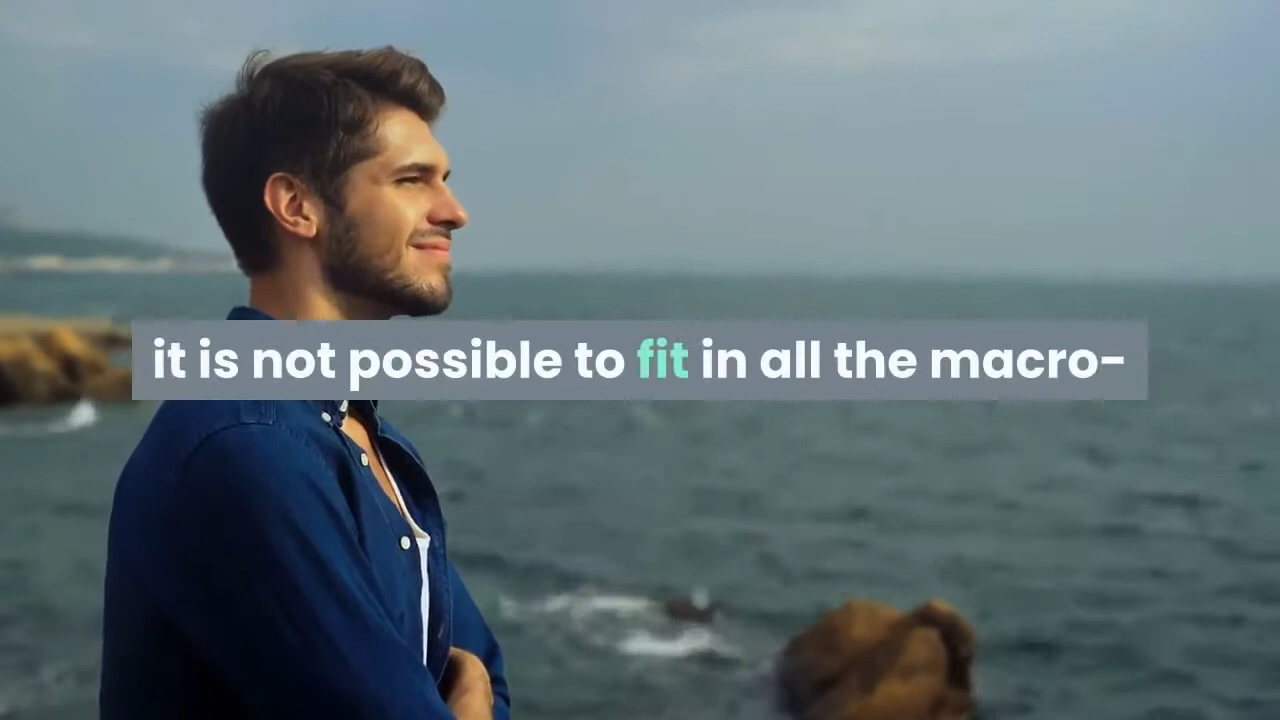 it is not possible to fit in all the macro-